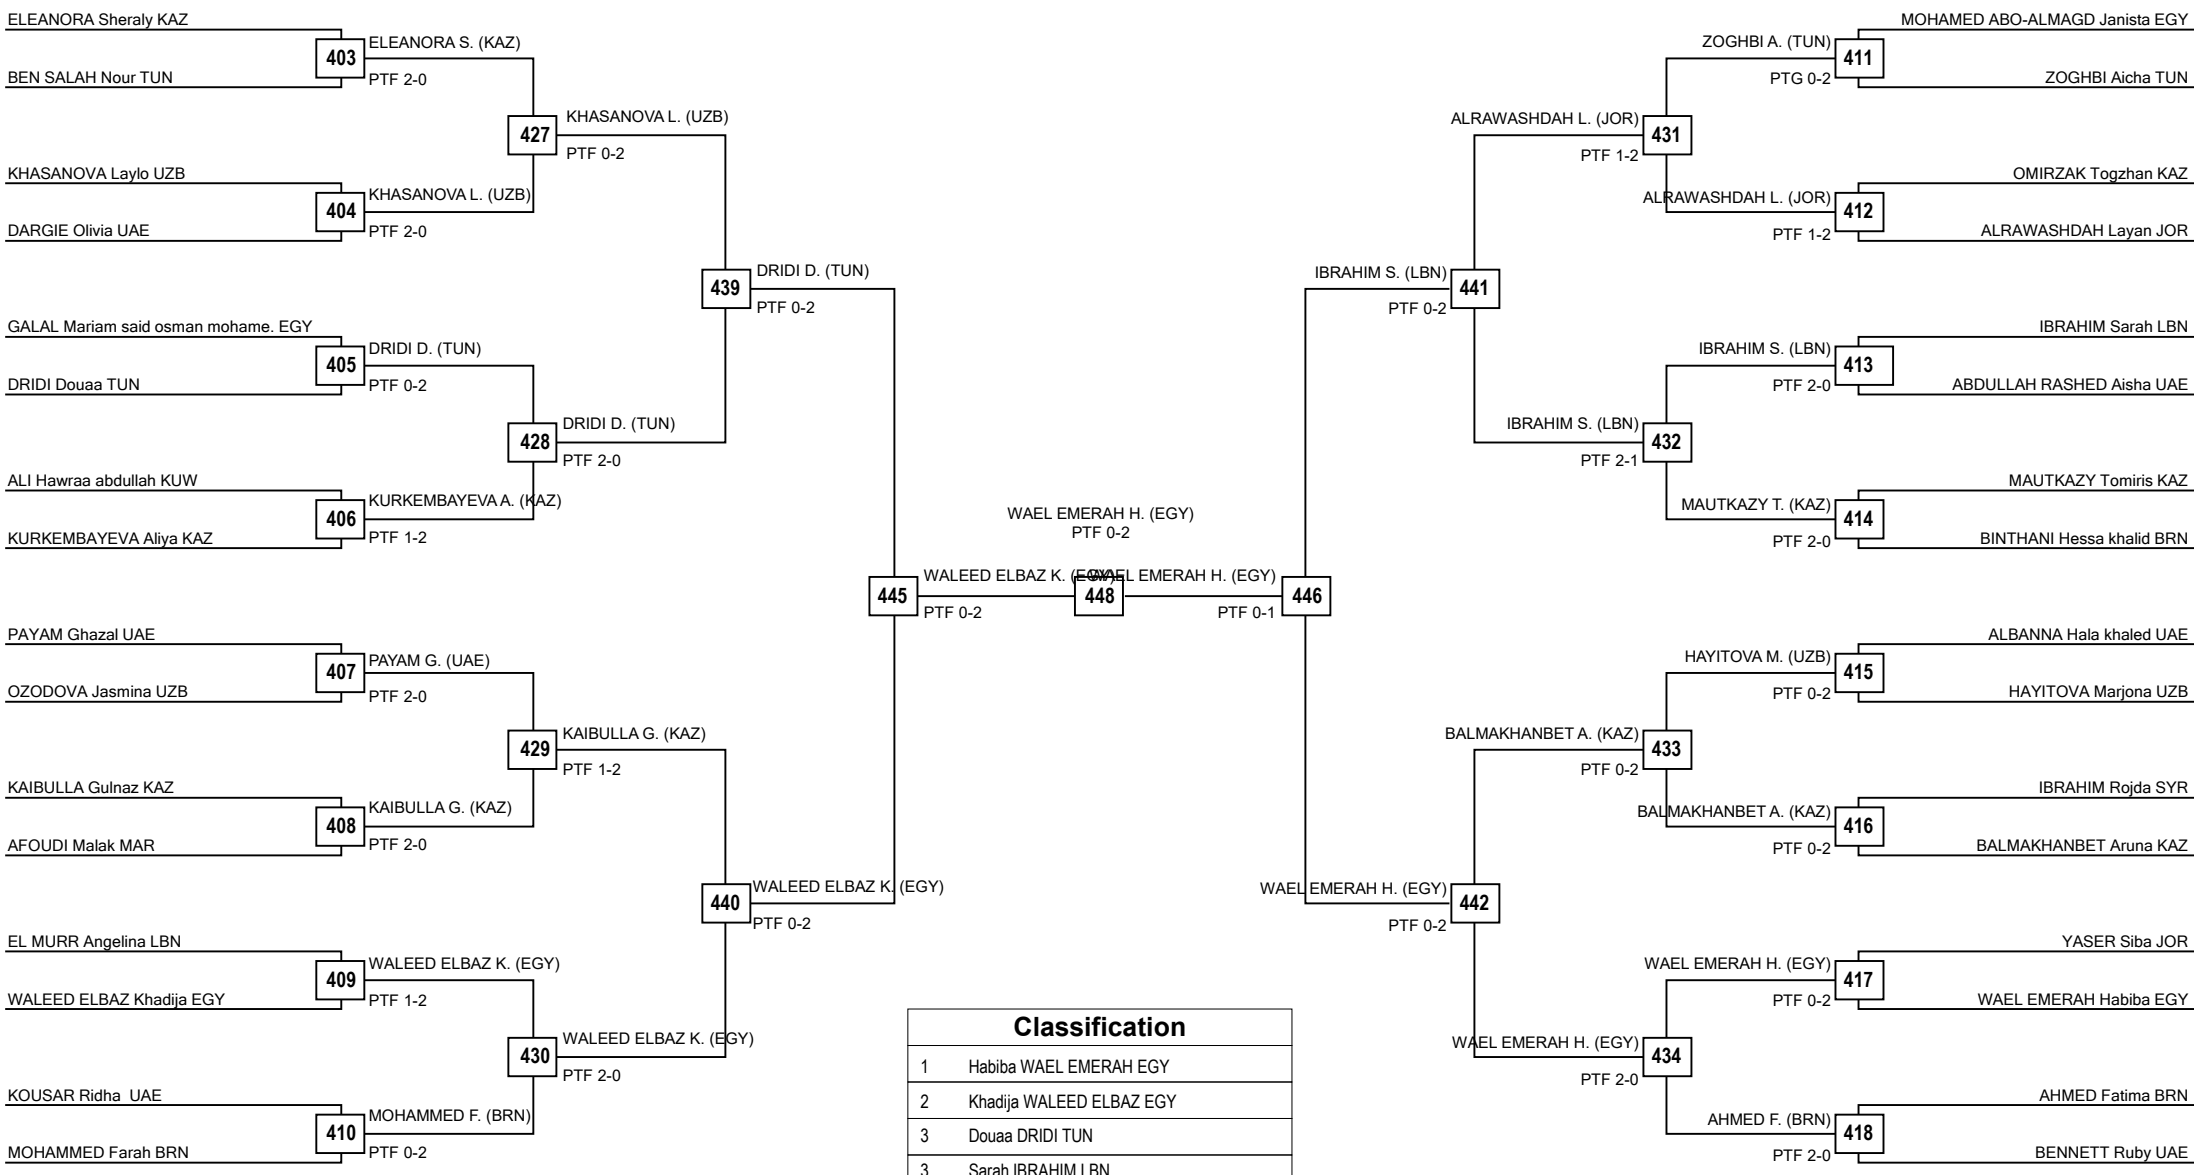 ELEANORA Sheraly KAZ
403
ELEANORA S. (KAZ)
PTF 2-0
BEN SALAH Nour TUN
427
KHASANOVA L. (UZB)
PTF 0-2
KHASANOVA Laylo UZB
404
KHASANOVA L. (UZB)
PTF 2-0
DARGIE Olivia UAE
439
DRIDI D. (TUN)
PTF 0-2
GALAL Mariam said osman mohame. EGY
405
DRIDI D. (TUN)
PTF 0-2
DRIDI Douaa TUN
428
DRIDI D. (TUN)
PTF 2-0
ALI Hawraa abdullah KUW
406
KURKEMBAYEVA A. (KAZ)
PTF 1-2
KURKEMBAYEVA Aliya KAZ
445
WALEED ELBAZ K. (EGY)
PTF 0-2
PAYAM Ghazal UAE
407
PAYAM G. (UAE)
PTF 2-0
OZODOVA Jasmina UZB
429
KAIBULLA G. (KAZ)
PTF 1-2
KAIBULLA Gulnaz KAZ
408
KAIBULLA G. (KAZ)
PTF 2-0
AFOUDI Malak MAR
440
WALEED ELBAZ K. (EGY)
PTF 0-2
EL MURR Angelina LBN
409
WALEED ELBAZ K. (EGY)
PTF 1-2
WALEED ELBAZ Khadija EGY
430
WALEED ELBAZ K. (EGY)
PTF 2-0
KOUSAR Ridha UAE
410
MOHAMMED F. (BRN)
PTF 0-2
MOHAMMED Farah BRN
WAEL EMERAH H. (EGY)
PTF 0-2
448
MOHAMED ABO-ALMAGD Janista EGY
ZOGHBI A. (TUN)
411
PTG 0-2
ZOGHBI Aicha TUN
ALRAWASHDAH L. (JOR)
431
PTF 1-2
OMIRZAK Togzhan KAZ
ALRAWASHDAH L. (JOR)
412
PTF 1-2
ALRAWASHDAH Layan JOR
IBRAHIM S. (LBN)
441
PTF 0-2
IBRAHIM Sarah LBN
IBRAHIM S. (LBN)
413
PTF 2-0
ABDULLAH RASHED Aisha UAE
IBRAHIM S. (LBN)
432
PTF 2-1
MAUTKAZY Tomiris KAZ
MAUTKAZY T. (KAZ)
414
PTF 2-0
BINTHANI Hessa khalid BRN
WAEL EMERAH H. (EGY)
446
PTF 0-1
ALBANNA Hala khaled UAE
HAYITOVA M. (UZB)
415
PTF 0-2
HAYITOVA Marjona UZB
BALMAKHANBET A. (KAZ)
433
PTF 0-2
IBRAHIM Rojda SYR
BALMAKHANBET A. (KAZ)
416
PTF 0-2
BALMAKHANBET Aruna KAZ
WAEL EMERAH H. (EGY)
442
PTF 0-2
YASER Siba JOR
WAEL EMERAH H. (EGY)
417
PTF 0-2
WAEL EMERAH Habiba EGY
WAEL EMERAH H. (EGY)
434
PTF 2-0
AHMED Fatima BRN
AHMED F. (BRN)
418
PTF 2-0
BENNETT Ruby UAE
Classification
1 Habiba WAEL EMERAH EGY
2 Khadija WALEED ELBAZ EGY
3 Douaa DRIDI TUN
3 Sarah IBRAHIM LBN